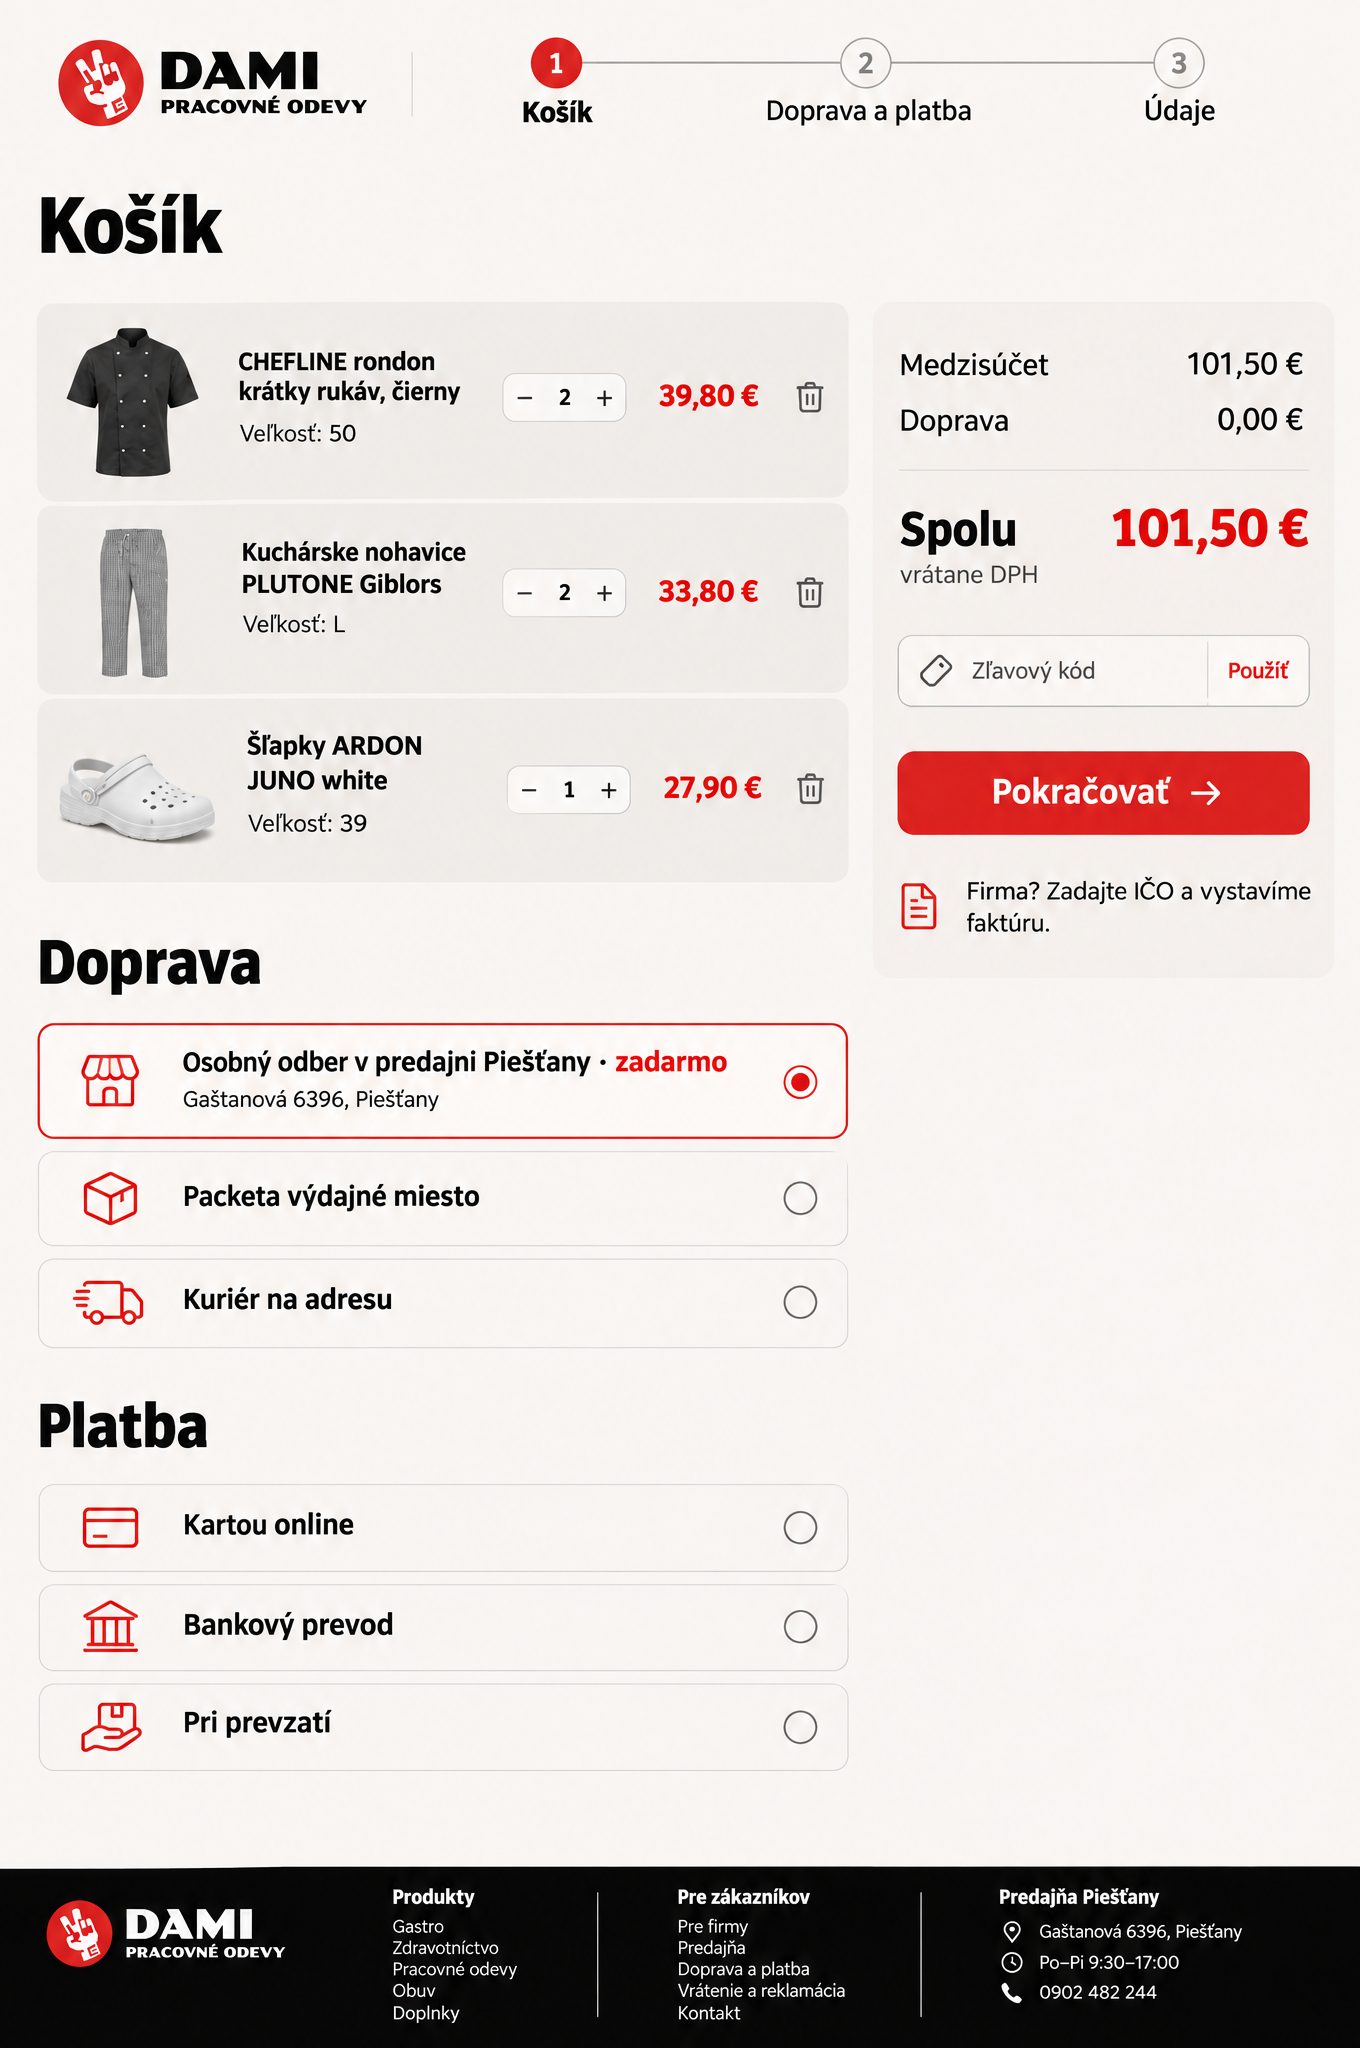 DAMI
PRACOVNÉ ODEVY
1
Košík
2
Doprava a platba
3
Údaje
Košík
CHEFLINE rondon
krátky rukáv, čierny
Veľkosť: 50
− 2 +
39,80 €
Kuchárske nohavice
PLUTONE Giblors
Veľkosť: L
− 2 +
33,80 €
Šľapky ARDON
JUNO white
Veľkosť: 39
− 1 +
27,90 €
Medzisúčet 101,50 €
Doprava 0,00 €
Spolu 101,50 €
vrátane DPH
Zľavový kód Použíť
Pokračovať →
Firma? Zadajte IČO a vystavíme
faktúru.
Doprava
Osobný odber v predajni Piešťany · zadarmo
Gaštanová 6396, Piešťany
Packeta výdajné miesto
Kuriér na adresu
Platba
Kartou online
Bankový prevod
Pri prevzatí
DAMI
PRACOVNÉ ODEVY
Produkty
Gastro
Zdravotníctvo
Pracovné odevy
Obuv
Doplnky
Pre zákazníkov
Pre firmy
Predajňa
Doprava a platba
Vrátenie a reklamácia
Kontakt
Predajňa Piešťany
Gaštanová 6396, Piešťany
Po–Pi 9:30–17:00
0902 482 244